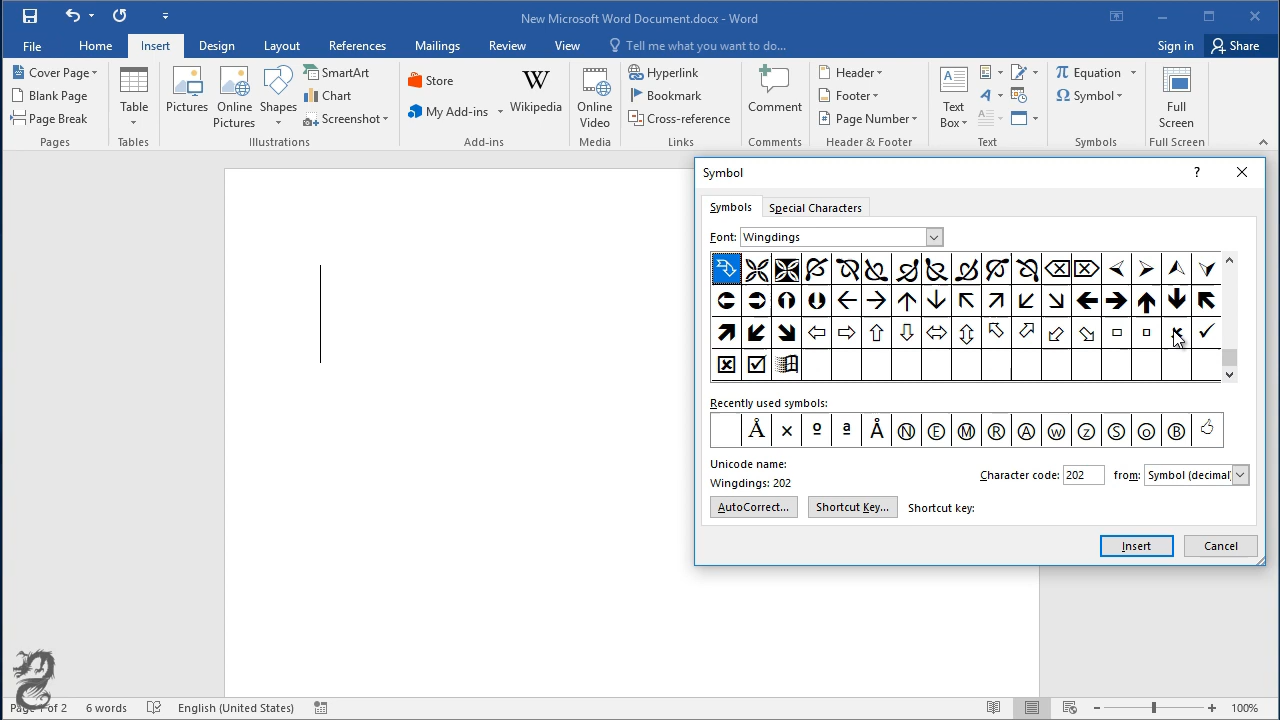 New Microsoft Word Document.docx - Word
File Home Insert Design Layout References Mailings Review View Tell me what you want to do... Sign in Share
Cover Page
Blank Page
Page Break
Pages
Table
Tables
Pictures
Online
Pictures
Shapes
SmartArt
Chart
Screenshot
Illustrations
Store
My Add-ins
W
Wikipedia
Add-ins
Online
Video
Media
Hyperlink
Bookmark
Cross-reference
Links
Comment
Comments
Header
Footer
Page Number
Header & Footer
Text
Box
Text
Equation
Symbol
Symbols
Full
Screen
Full Screen
Symbol
Symbols Special Characters
Font: Wingdings
Recently used symbols:
Å × º ª Å Ⓝ Ⓔ Ⓜ Ⓡ Ⓐ ⓦ ⓩ Ⓢ ⓞ Ⓑ
Unicode name:
Wingdings: 202
Character code: 202 from: Symbol (decimal)
AutoCorrect... Shortcut Key... Shortcut key:
Insert Cancel
Page 1 of 2 6 words English (United States) 100%